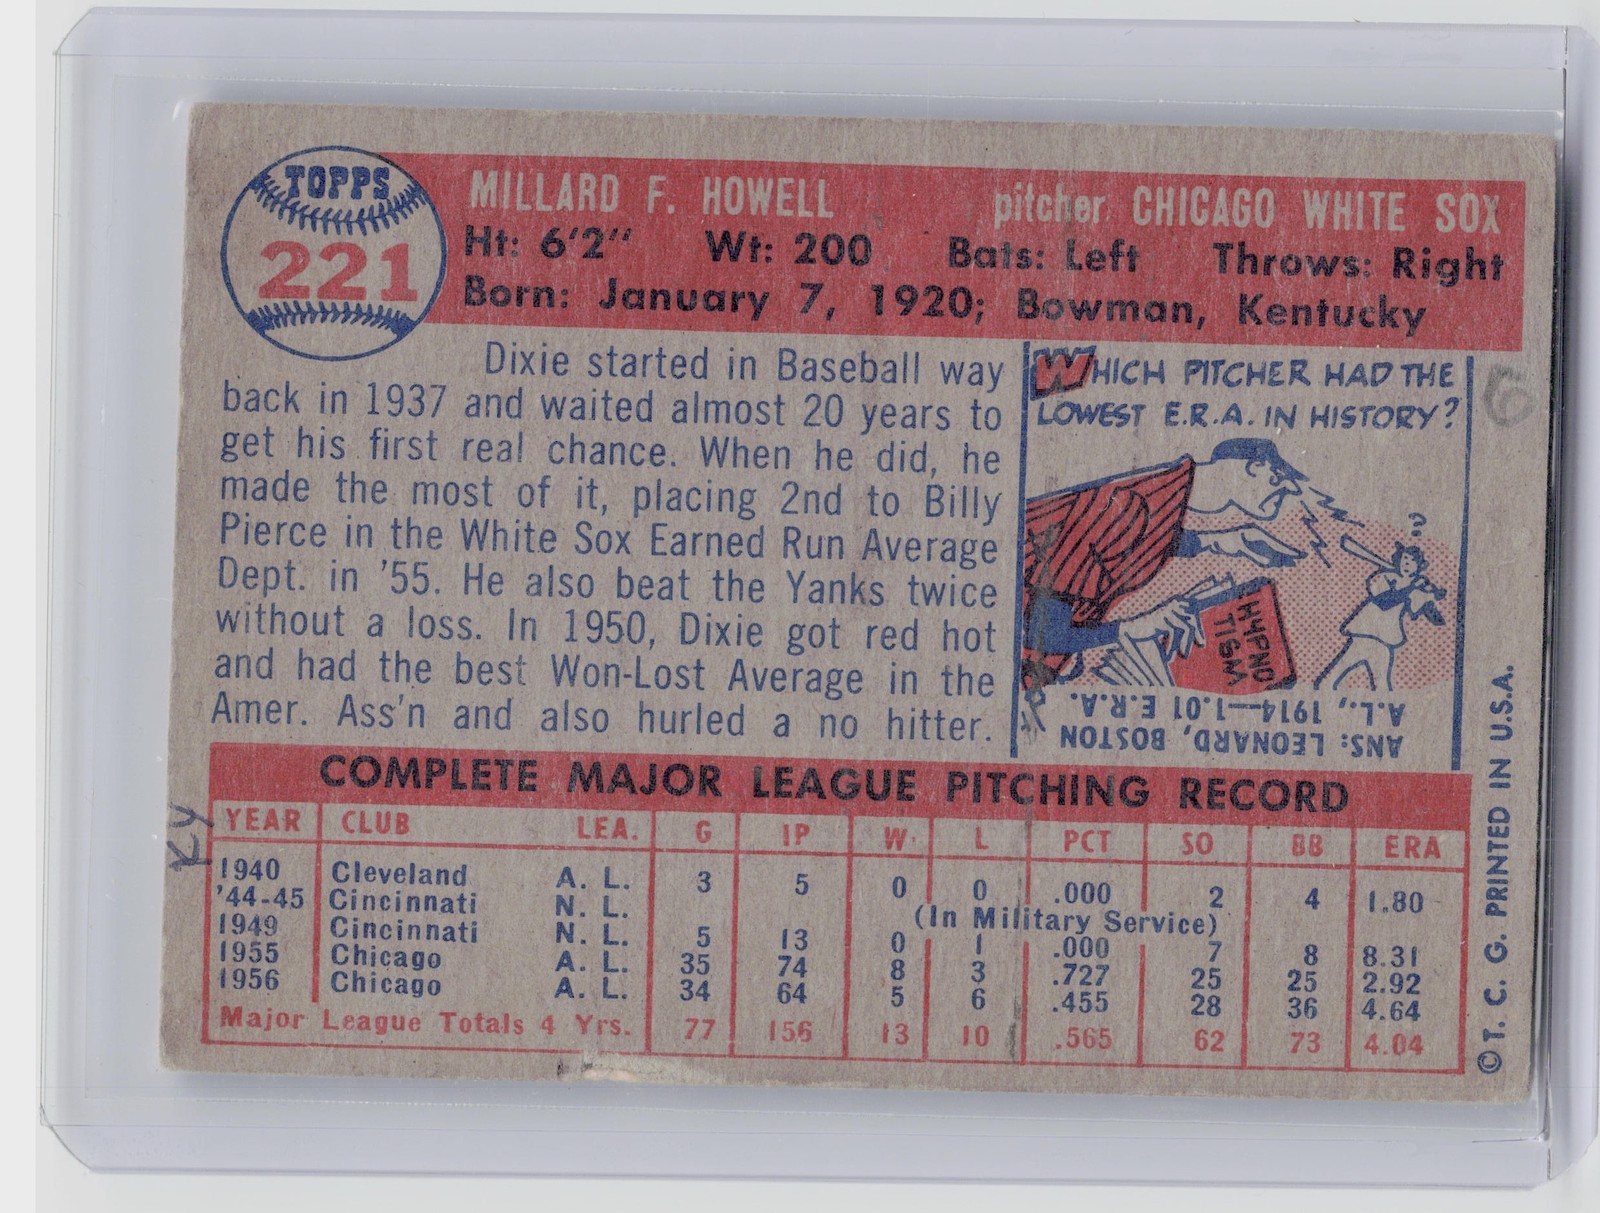 TOPPS
221
MILLARD F. HOWELL pitcher CHICAGO WHITE SOX
Ht: 6'2" Wt: 200 Bats: Left Throws: Right
Born: January 7, 1920; Bowman, Kentucky
Dixie started in Baseball way
back in 1937 and waited almost 20 years to
get his first real chance. When he did, he
made the most of it, placing 2nd to Billy
Pierce in the White Sox Earned Run Average
Dept. in '55. He also beat the Yanks twice
without a loss. In 1950, Dixie got red hot
and had the best Won-Lost Average in the
Amer. Ass'n and also hurled a no hitter.
WHICH PITCHER HAD THE
LOWEST E.R.A. IN HISTORY?
6
?
HYPNO
TISM
ANS: LEONARD, BOSTON
A.L., 1914—1.01 E.R.A.
COMPLETE MAJOR LEAGUE PITCHING RECORD
YEAR CLUB LEA. G IP W. L PCT SO BB ERA
1940 Cleveland A. L. 3 5 0 0 .000 2 4 1.80
'44-45 Cincinnati N. L. (In Military Service)
1949 Cincinnati N. L. 5 13 0 1 .000 7 8 8.31
1955 Chicago A. L. 35 74 8 3 .727 25 25 2.92
1956 Chicago A. L. 34 64 5 6 .455 28 36 4.64
Major League Totals 4 Yrs. 77 156 13 10 .565 62 73 4.04
KY
© T. C. G. PRINTED IN U.S.A.